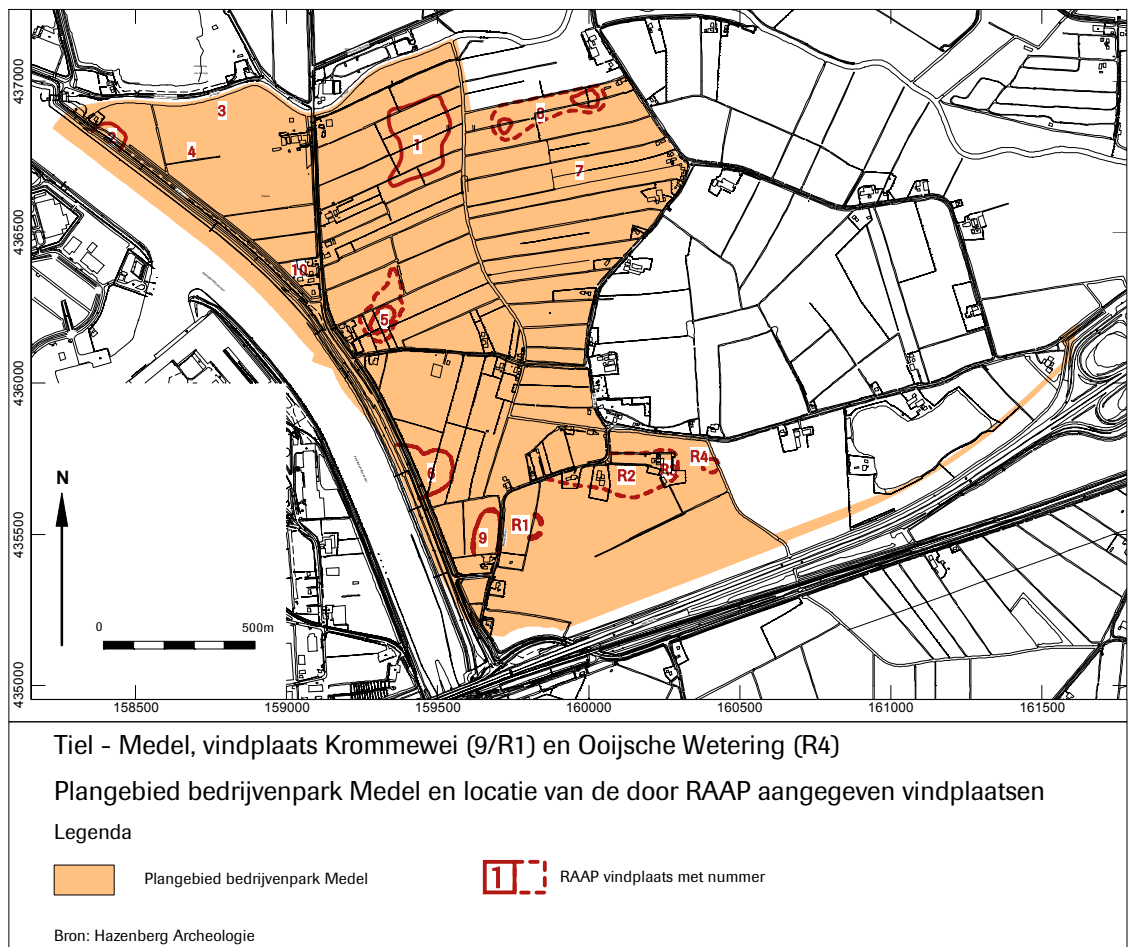 437000
436500
436000
435500
435000
3
4
1
8
7
10
5
6
9
R1
R2
R4
N
0 500m
158500 159000 159500 160000 160500 161000 161500
Tiel - Medel, vindplaats Krommewei (9/R1) en Ooijsche Wetering (R4)
Plangebied bedrijvenpark Medel en locatie van de door RAAP aangegeven vindplaatsen
Legenda
Plangebied bedrijvenpark Medel
1 RAAP vindplaats met nummer
Bron: Hazenberg Archeologie